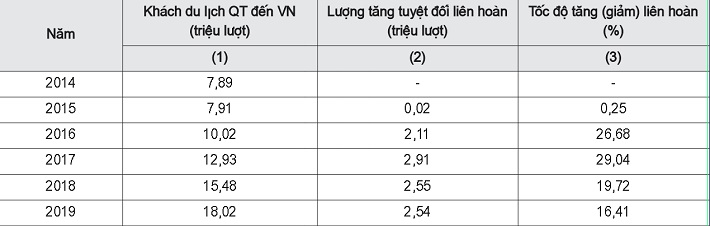 Năm Khách du lịch QT đến VN (triệu lượt) Lượng tăng tuyệt đối liên hoàn (triệu lượt) Tốc độ tăng (giảm) liên hoàn (%)
(1) (2) (3)
2014 7,89 - -
2015 7,91 0,02 0,25
2016 10,02 2,11 26,68
2017 12,93 2,91 29,04
2018 15,48 2,55 19,72
2019 18,02 2,54 16,41